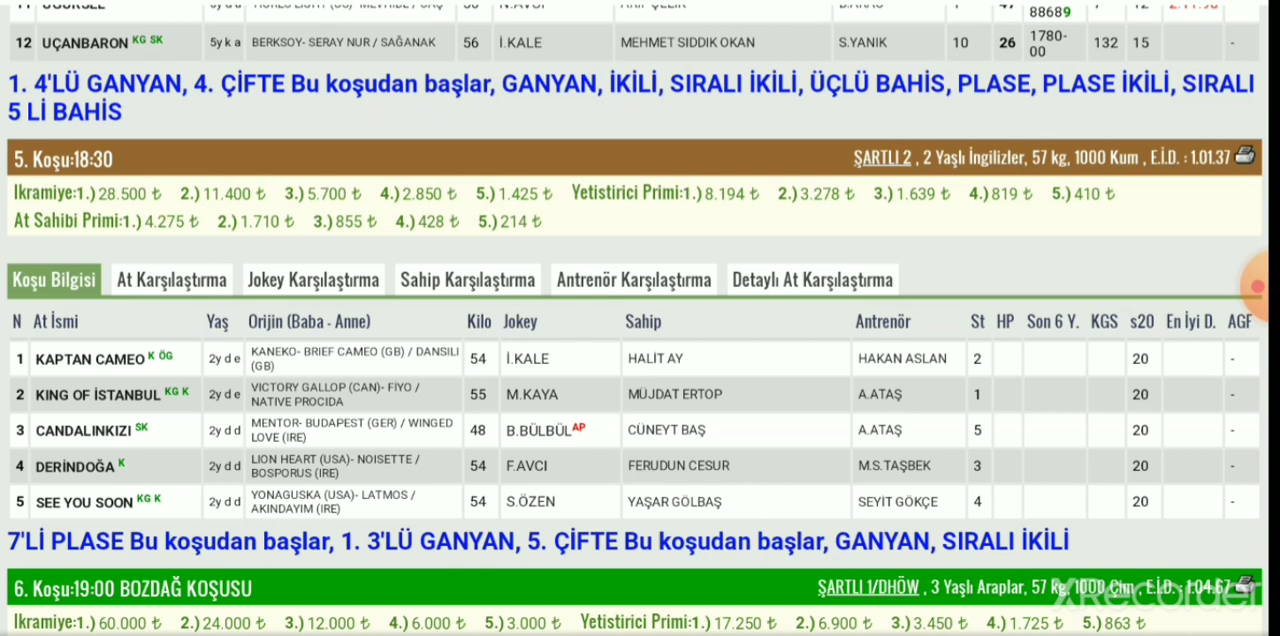 88689
12 UÇANBARON KG SK 5y k a BERKSOY- SERAY NUR / SAĞANAK 56 İ.KALE MEHMET SIDDIK OKAN S.YANIK 10 26 1780-00 132 15 -
1. 4'LÜ GANYAN, 4. ÇİFTE Bu koşudan başlar, GANYAN, İKİLİ, SIRALI İKİLİ, ÜÇLÜ BAHİS, PLASE, PLASE İKİLİ, SIRALI
5 Lİ BAHİS
5. Koşu:18:30 ŞARTLI 2 , 2 Yaşlı İngilizler, 57 kg, 1000 Kum , E.İ.D. : 1.01.37
Ikramiye:1.) 28.500 ₺ 2.) 11.400 ₺ 3.) 5.700 ₺ 4.) 2.850 ₺ 5.) 1.425 ₺ Yetistirici Primi:1.) 8.194 ₺ 2.) 3.278 ₺ 3.) 1.639 ₺ 4.) 819 ₺ 5.) 410 ₺
At Sahibi Primi:1.) 4.275 ₺ 2.) 1.710 ₺ 3.) 855 ₺ 4.) 428 ₺ 5.) 214 ₺
Koşu Bilgisi At Karşılaştırma Jokey Karşılaştırma Sahip Karşılaştırma Antrenör Karşılaştırma Detaylı At Karşılaştırma
N At İsmi Yaş Orijin (Baba - Anne) Kilo Jokey Sahip Antrenör St HP Son 6 Y. KGS s20 En İyi D. AGF
1 KAPTAN CAMEO K ÖG 2y d e KANEKO- BRIEF CAMEO (GB) / DANSILI (GB) 54 İ.KALE HALİT AY HAKAN ASLAN 2 20 -
2 KING OF İSTANBUL KG K 2y d e VICTORY GALLOP (CAN)- FIYO / NATIVE PROCIDA 55 M.KAYA MÜJDAT ERTOP A.ATAŞ 1 20 -
3 CANDALINKIZI SK 2y d d MENTOR- BUDAPEST (GER) / WINGED LOVE (IRE) 48 B.BÜLBÜL AP CÜNEYT BAŞ A.ATAŞ 5 20 -
4 DERİNDOĞA K 2y d d LION HEART (USA)- NOISETTE / BOSPORUS (IRE) 54 F.AVCI FERUDUN CESUR M.S.TAŞBEK 3 20 -
5 SEE YOU SOON KG K 2y d d YONAGUSKA (USA)- LATMOS / AKINDAYIM (IRE) 54 S.ÖZEN YAŞAR GÖLBAŞ SEYİT GÖKÇE 4 20 -
7'Lİ PLASE Bu koşudan başlar, 1. 3'LÜ GANYAN, 5. ÇİFTE Bu koşudan başlar, GANYAN, SIRALI İKİLİ
6. Koşu:19:00 BOZDAĞ KOŞUSU ŞARTLI 1/DHÖW , 3 Yaşlı Araplar, 57 kg, 1000 Çim , E.İ.D. : 1.04.67
XRecorder
Ikramiye:1.) 60.000 ₺ 2.) 24.000 ₺ 3.) 12.000 ₺ 4.) 6.000 ₺ 5.) 3.000 ₺ Yetistirici Primi:1.) 17.250 ₺ 2.) 6.900 ₺ 3.) 3.450 ₺ 4.) 1.725 ₺ 5.) 863 ₺